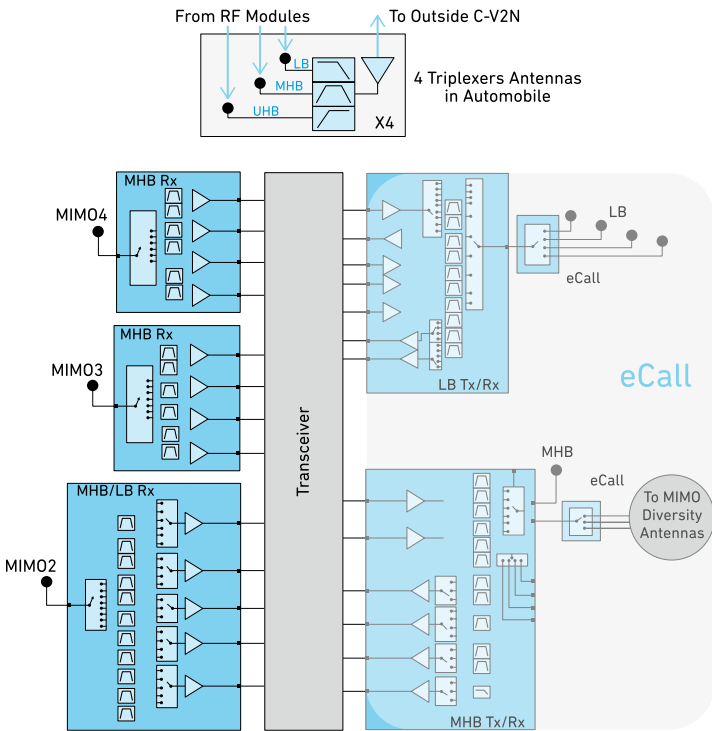 From RF Modules
To Outside C-V2N
LB
MHB
UHB
X4
4 Triplexers Antennas
in Automobile
MHB Rx
MIMO4
MHB Rx
MIMO3
MHB/LB Rx
MIMO2
Transceiver
LB Tx/Rx
LB
eCall
eCall
MHB
eCall
To MIMO
Diversity
Antennas
MHB Tx/Rx